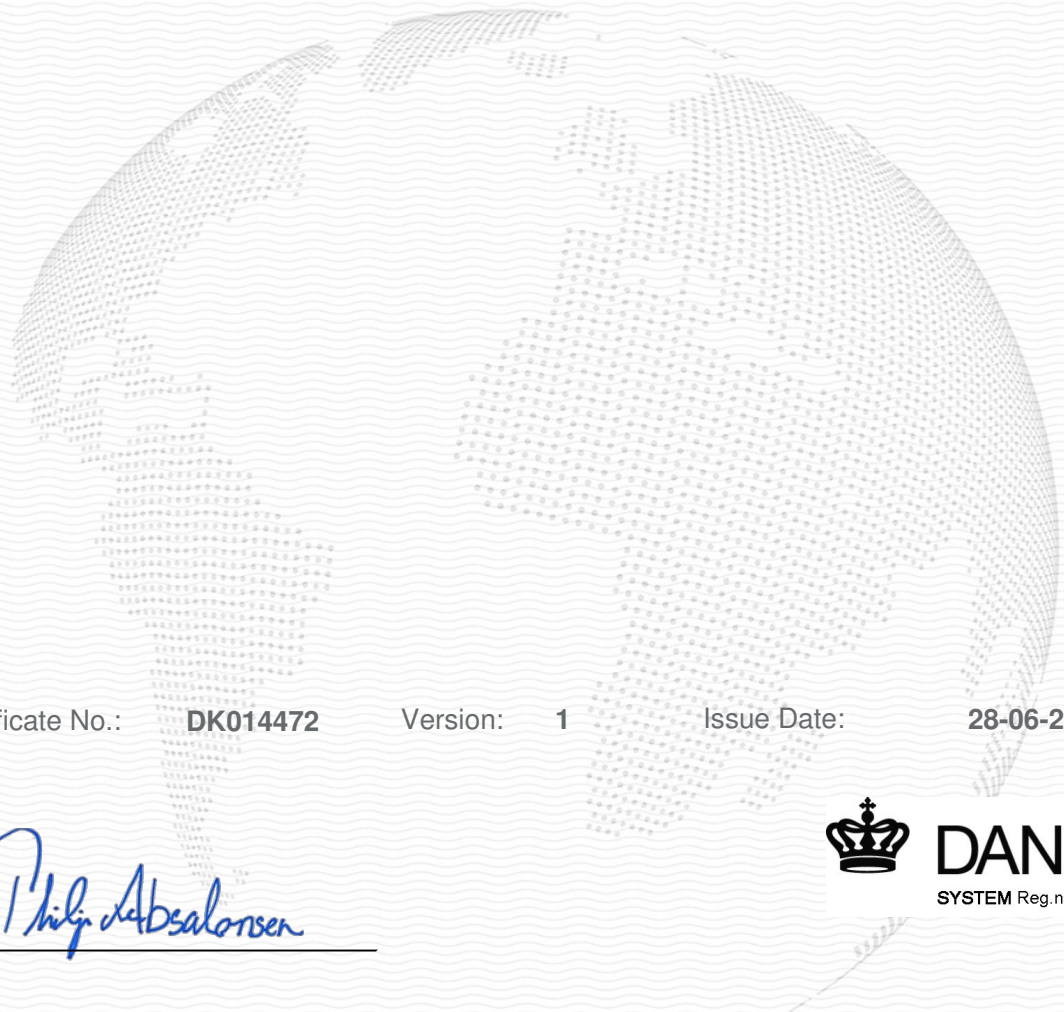 ficate No.: DK014472 Version: 1 Issue Date: 28-06-2
Philip Absalonsen
DAN
SYSTEM Reg.n